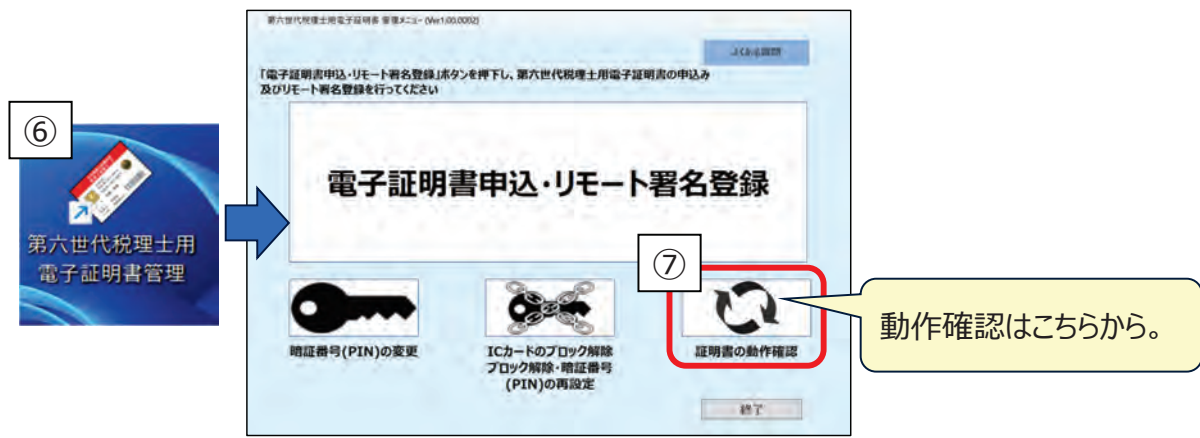 第六世代税理士用電子証明書 管理メニュー (Ver1.00.0002)
よくある質問
「電子証明書申込・リモート署名登録」ボタンを押下し、第六世代税理士用電子証明書の申込み
及びリモート署名登録を行ってください
⑥
電子証明書申込・リモート署名登録
第六世代税理士用
電子証明書管理
⑦
動作確認はこちらから。
暗証番号(PIN)の変更
ICカードのブロック解除
ブロック解除・暗証番号
(PIN)の再設定
証明書の動作確認
終了